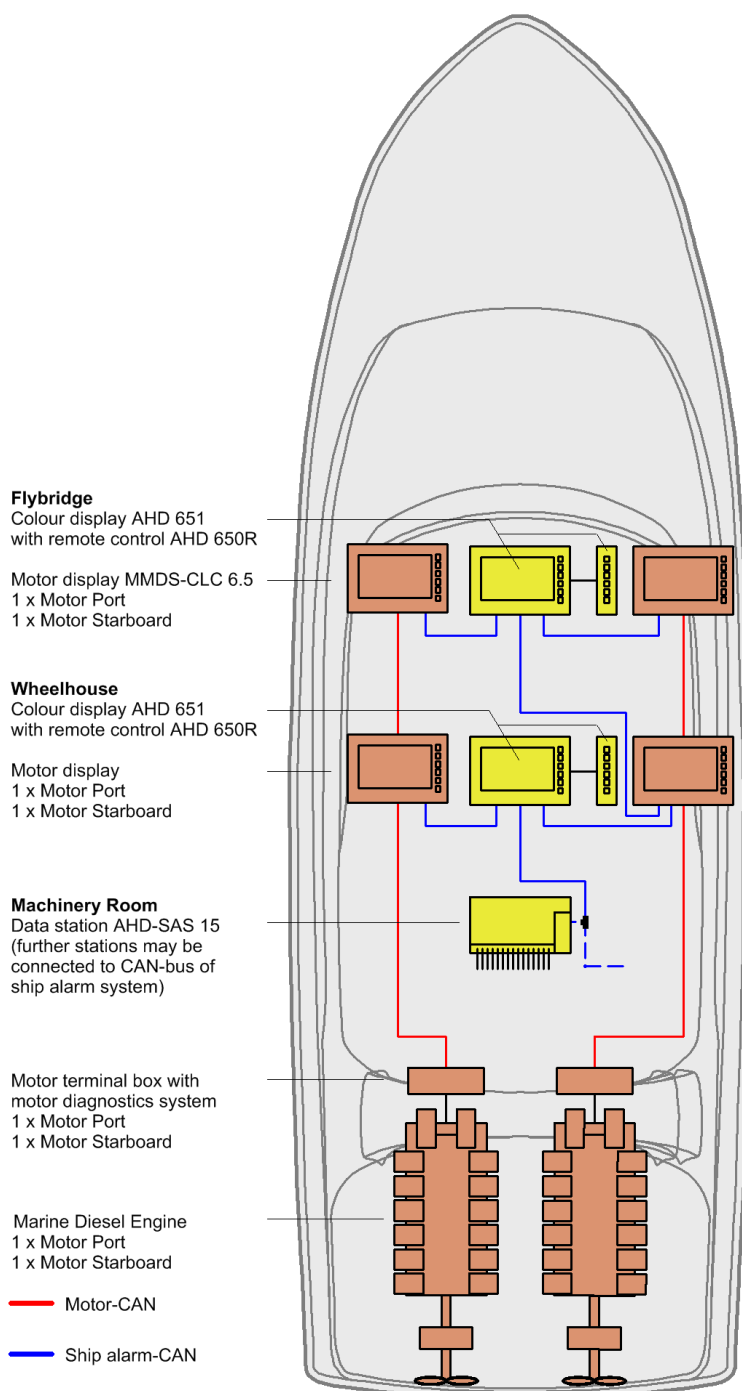 Flybridge
Colour display AHD 651
with remote control AHD 650R
Motor display MMDS-CLC 6.5
1 x Motor Port
1 x Motor Starboard
Wheelhouse
Colour display AHD 651
with remote control AHD 650R
Motor display
1 x Motor Port
1 x Motor Starboard
Machinery Room
Data station AHD-SAS 15
(further stations may be
connected to CAN-bus of
ship alarm system)
Motor terminal box with
motor diagnostics system
1 x Motor Port
1 x Motor Starboard
Marine Diesel Engine
1 x Motor Port
1 x Motor Starboard
Motor-CAN
Ship alarm-CAN